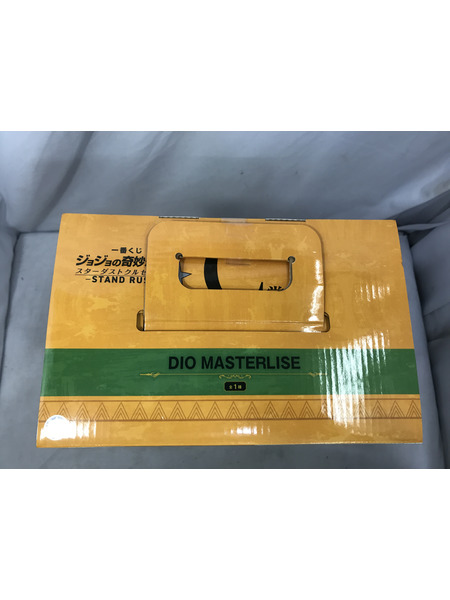 一番くじ
ジョジョの奇妙
スターダストクルセ
-STAND RUS
DIO MASTERLISE
全1種